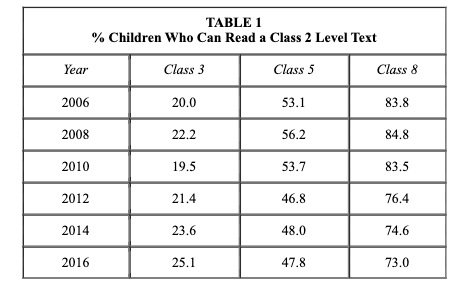 TABLE 1
% Children Who Can Read a Class 2 Level Text
Year Class 3 Class 5 Class 8
2006 20.0 53.1 83.8
2008 22.2 56.2 84.8
2010 19.5 53.7 83.5
2012 21.4 46.8 76.4
2014 23.6 48.0 74.6
2016 25.1 47.8 73.0